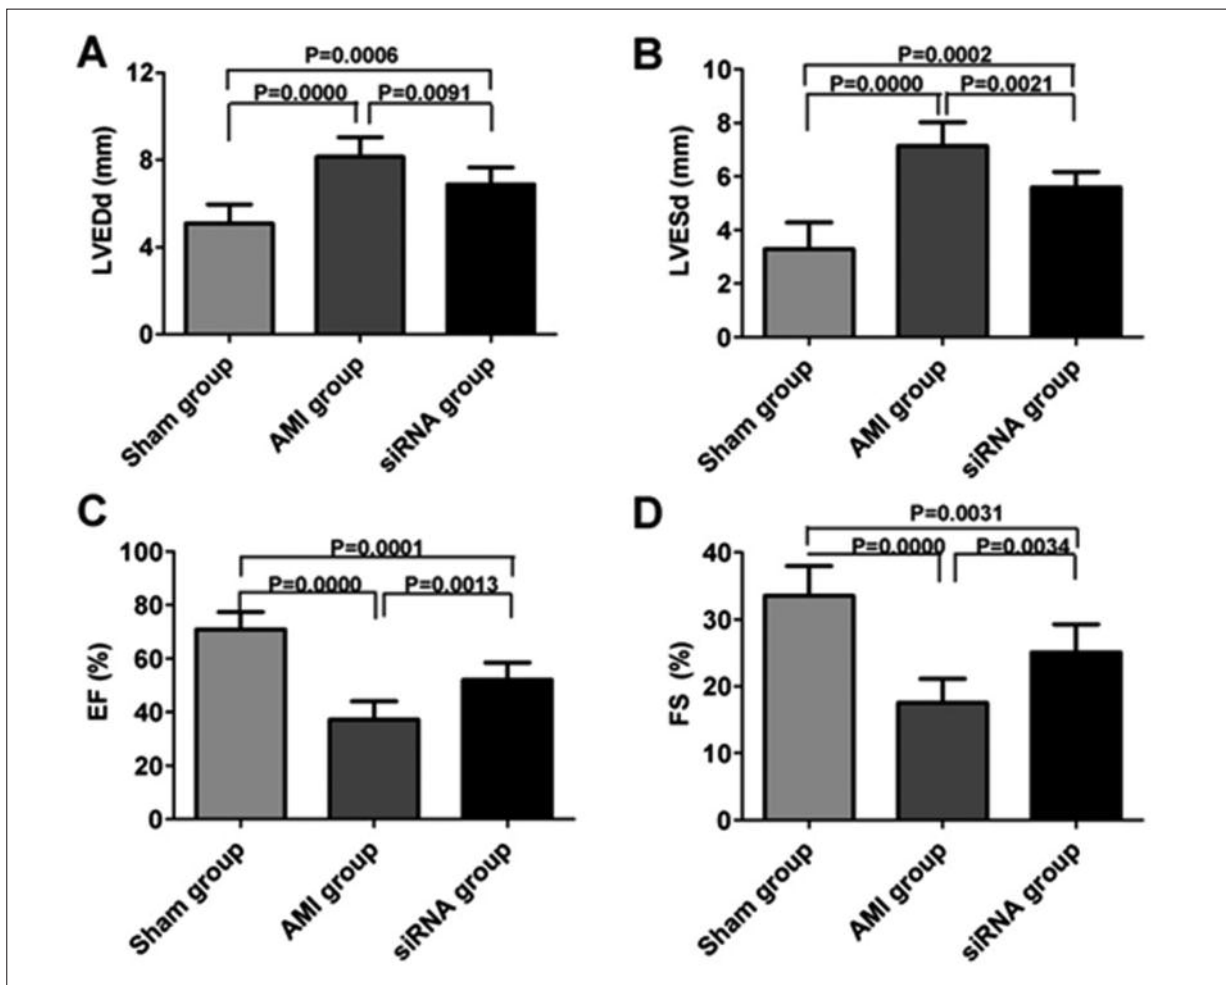 A
P=0.0006
P=0.0000 P=0.0091
LVEDd (mm)
12
8
4
0
Sham group
AMI group
siRNA group
B
P=0.0002
P=0.0000 P=0.0021
LVESd (mm)
10
8
6
4
2
0
Sham group
AMI group
siRNA group
C
P=0.0001
P=0.0000 P=0.0013
EF (%)
100
80
60
40
20
0
Sham group
AMI group
siRNA group
D
P=0.0031
P=0.0000 P=0.0034
FS (%)
40
30
20
10
0
Sham group
AMI group
siRNA group